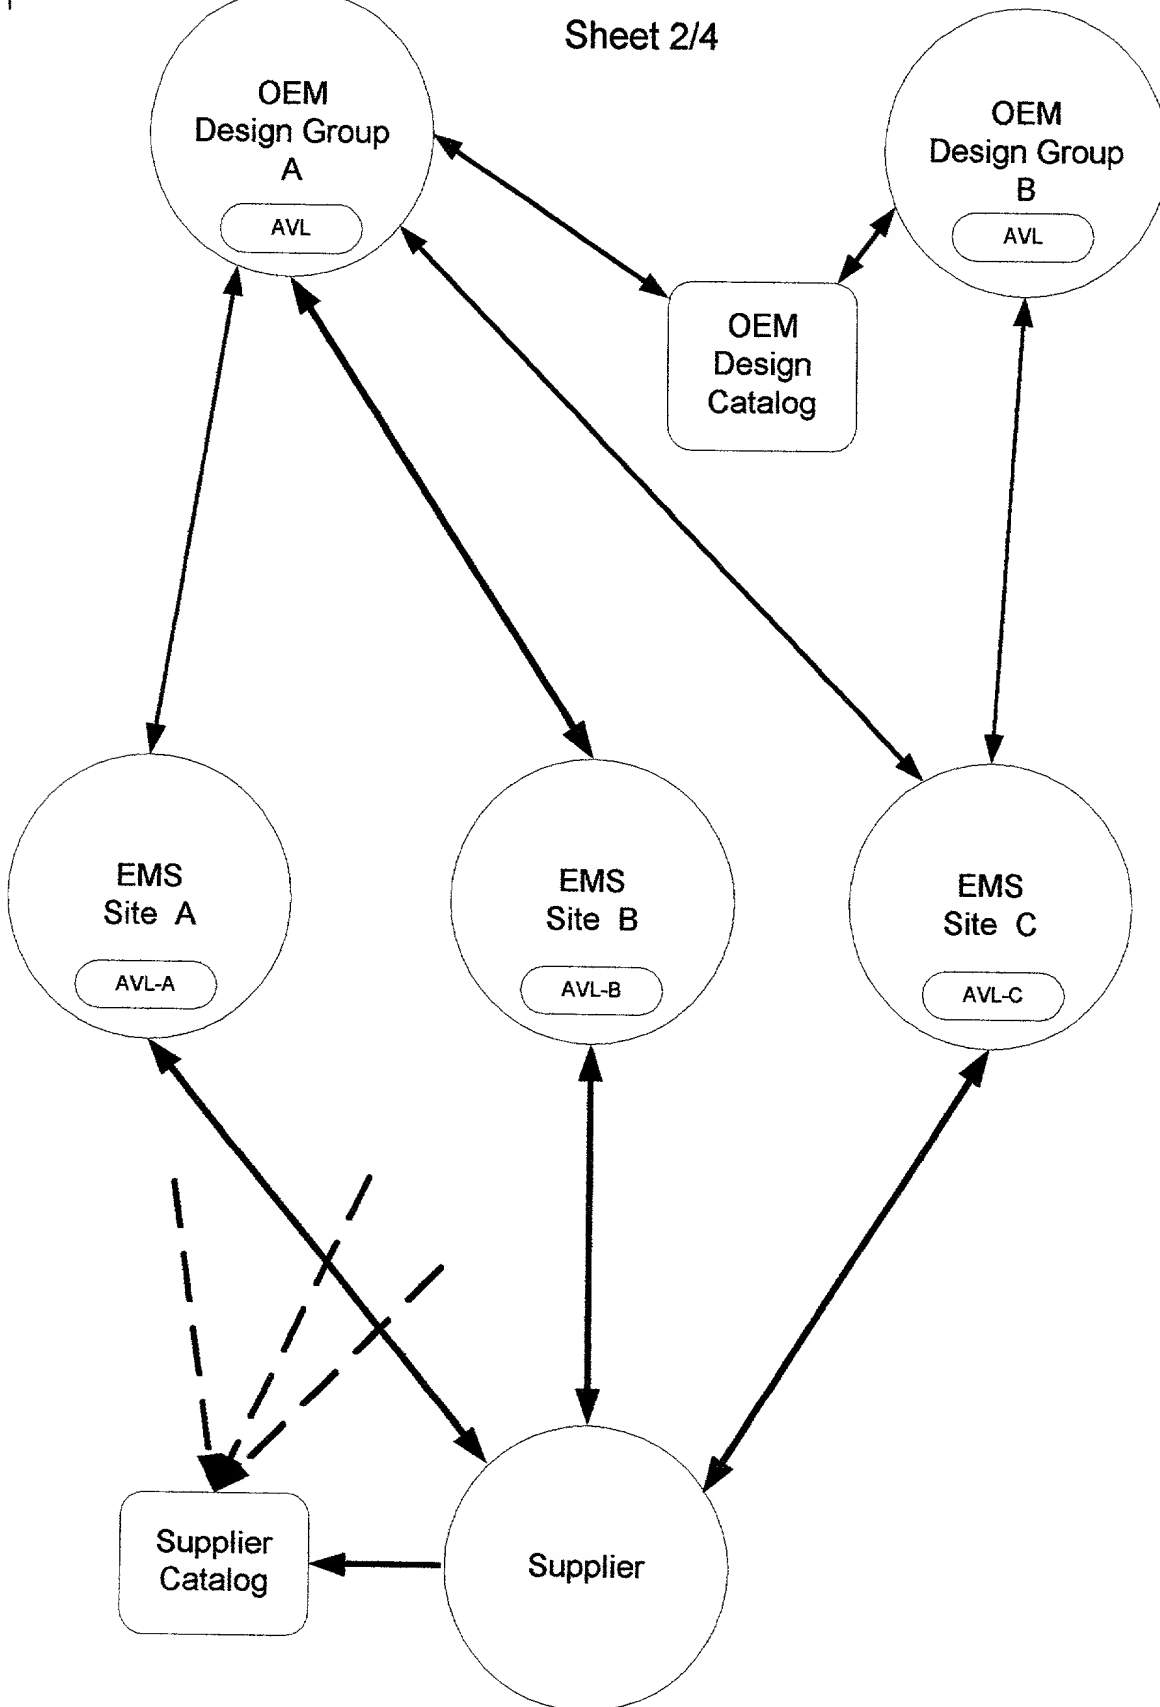 Sheet 2/4
OEM
Design Group
A
AVL
OEM
Design Group
B
AVL
OEM
Design
Catalog
EMS
Site A
AVL-A
EMS
Site B
AVL-B
EMS
Site C
AVL-C
Supplier
Catalog
Supplier